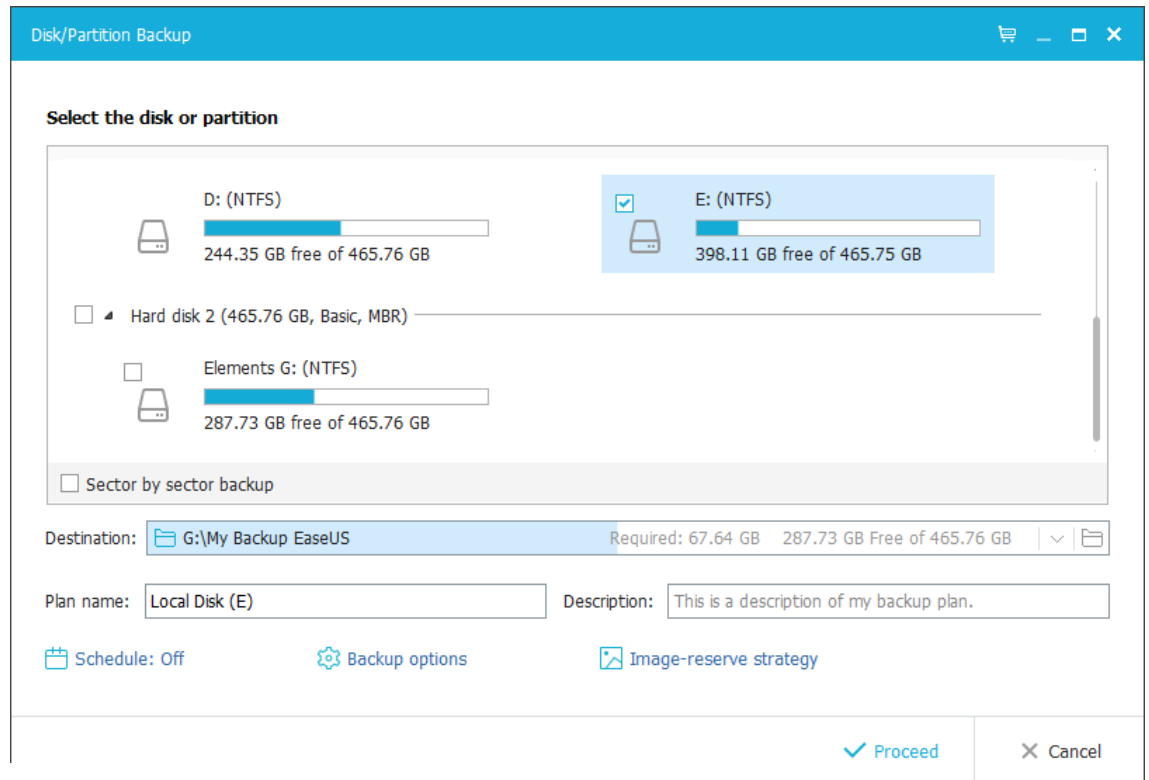 Disk/Partition Backup
Select the disk or partition
D: (NTFS)
244.35 GB free of 465.76 GB
E: (NTFS)
398.11 GB free of 465.75 GB
Hard disk 2 (465.76 GB, Basic, MBR)
Elements G: (NTFS)
287.73 GB free of 465.76 GB
Sector by sector backup
Destination: G:\My Backup EaseUS Required: 67.64 GB 287.73 GB Free of 465.76 GB
Plan name: Local Disk (E) Description: This is a description of my backup plan.
Schedule: Off Backup options Image-reserve strategy
Proceed Cancel